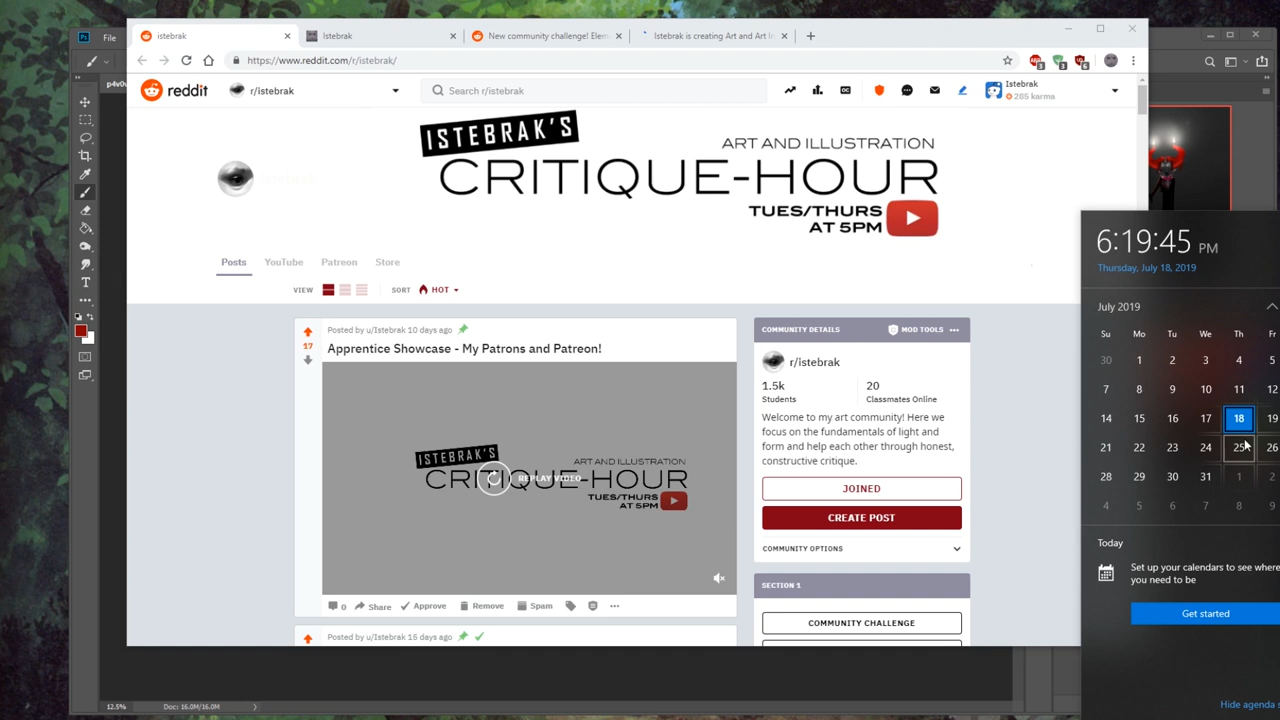 Ps File
istebrak
Istebrak
New community challenge! Elem
Istebrak is creating Art and Art In
https://www.reddit.com/r/istebrak/
reddit r/istebrak
Search r/istebrak
Istebrak
285 karma
ISTEBRAK'S
ART AND ILLUSTRATION
CRITIQUE-HOUR
TUES/THURS
AT 5PM
Posts YouTube Patreon Store
VIEW SORT HOT
Posted by u/Istebrak 10 days ago
17
Apprentice Showcase - My Patrons and Patreon!
ISTEBRAK'S
ART AND ILLUSTRATION
CRITIQUE-HOUR
REPLAY VIDEO
TUES/THURS
AT 5PM
0 Share Approve Remove Spam
Posted by u/Istebrak 15 days ago
COMMUNITY DETAILS MOD TOOLS
r/istebrak
1.5k 20
Students Classmates Online
Welcome to my art community! Here we
focus on the fundamentals of light and
form and help each other through honest,
constructive critique.
JOINED
CREATE POST
COMMUNITY OPTIONS
SECTION 1
COMMUNITY CHALLENGE
6:19:45 PM
Thursday, July 18, 2019
July 2019
Su Mo Tu We Th Fr
30 1 2 3 4 5
7 8 9 10 11 12
14 15 16 17 18 19
21 22 23 24 25 26
28 29 30 31 1 2
4 5 6 7 8 9
Today
Set up your calendars to see where
you need to be
Get started
Hide agenda
12.5% Doc: 16.0M/16.0M